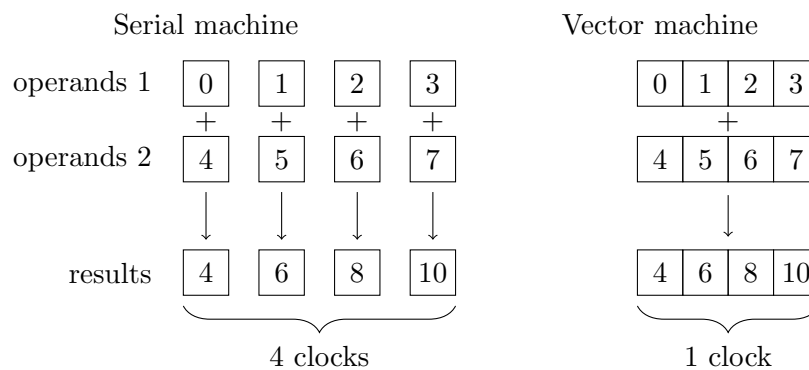 Serial machine Vector machine
operands 1 0 1 2 3 0 1 2 3
+ + + + +
operands 2 4 5 6 7 4 5 6 7
results 4 6 8 10 4 6 8 10
4 clocks 1 clock